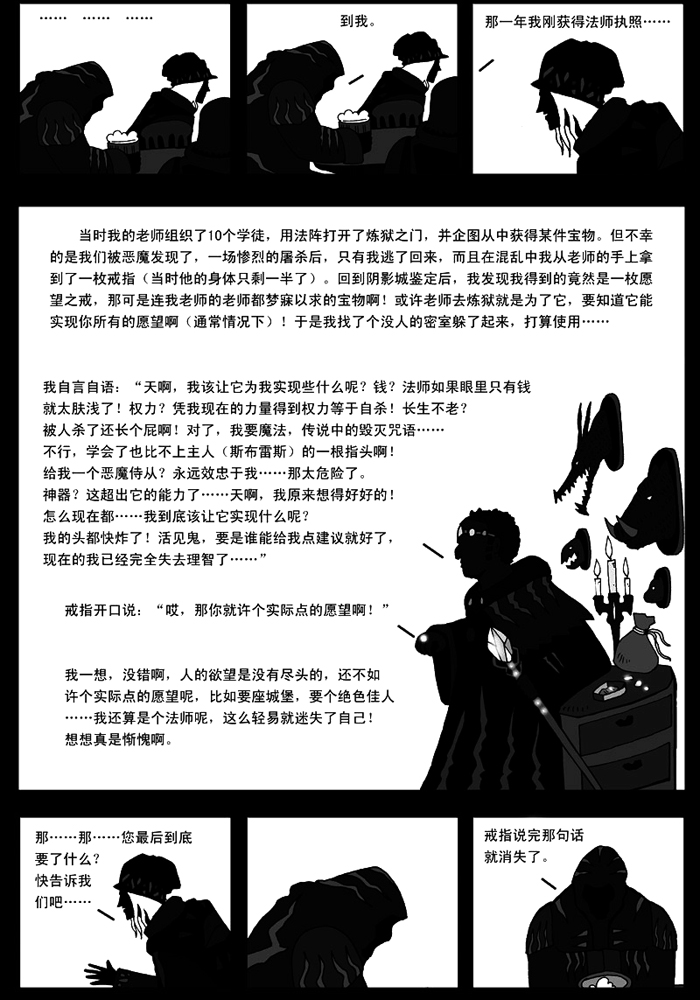 …… …… ……
到我。
那一年我刚获得法师执照……
当时我的老师组织了10个学徒，用法阵打开了炼狱之门，并企图从中获得某件宝物。但不幸
的是我们被恶魔发现了，一场惨烈的屠杀后，只有我逃了回来，而且在混乱中我从老师的手上拿
到了一枚戒指（当时他的身体只剩一半了）。回到阴影城鉴定后，我发现我得到的竟然是一枚愿
望之戒，那可是连我老师的老师都梦寐以求的宝物啊！或许老师去炼狱就是为了它，要知道它能
实现你所有的愿望啊（通常情况下）！于是我找了个没人的密室躲了起来，打算使用……
我自言自语：“天啊，我该让它为我实现些什么呢？钱？法师如果眼里只有钱
就太肤浅了！权力？凭我现在的力量得到权力等于自杀！长生不老？
被人杀了还长个屁啊！对了，我要魔法，传说中的毁灭咒语……
不行，学会了也比不上主人（斯布雷斯）的一根指头啊！
给我一个恶魔侍从？永远效忠于我……那太危险了。
神器？这超出它的能力了……天啊，我原来想得好好的！
怎么现在都……我到底该让它实现什么呢？
我的头都快炸了！活见鬼，要是谁能给我点建议就好了，
现在的我已经完全失去理智了……”
戒指开口说：“哎，那你就许个实际点的愿望啊！”
我一想，没错啊，人的欲望是没有尽头的，还不如
许个实际点的愿望呢，比如要座城堡，要个绝色佳人
……我还算是个法师呢，这么轻易就迷失了自己！
想想真是惭愧啊。
那……那……您最后到底
要了什么？
快告诉我
们吧……
戒指说完那句话
就消失了。